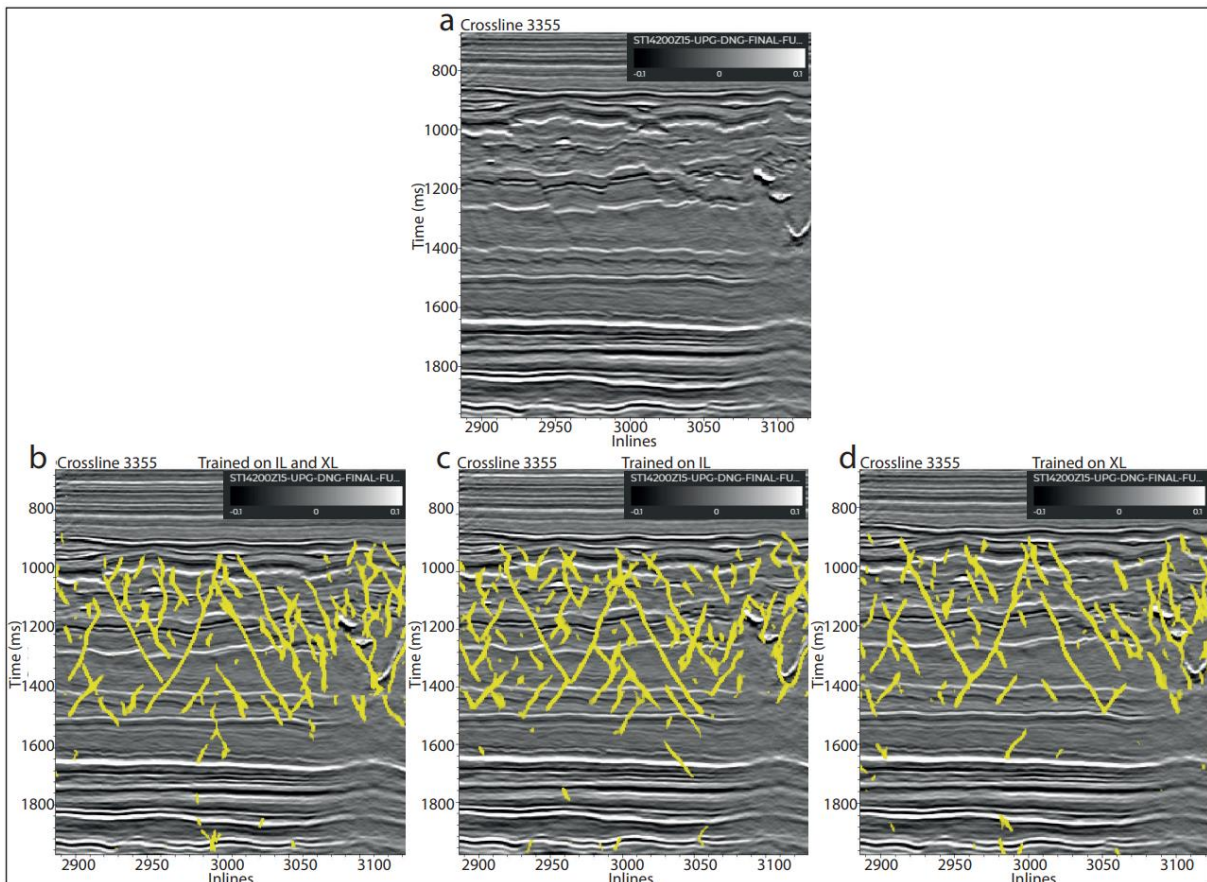 a Crossline 3355
ST14200Z15-UPG-DNG-FINAL-FU...
-0.1 0 0.1
Time (ms)
800
1000
1200
1400
1600
1800
2900 2950 3000 3050 3100
Inlines
b Crossline 3355 Trained on IL and XL
ST14200Z15-UPG-DNG-FINAL-FU...
-0.1 0 0.1
Time (ms)
800
1000
1200
1400
1600
1800
2900 2950 3000 3050 3100
Inlines
c Crossline 3355 Trained on IL
ST14200Z15-UPG-DNG-FINAL-FU...
-0.1 0 0.1
Time (ms)
800
1000
1200
1400
1600
1800
2900 2950 3000 3050 3100
Inlines
d Crossline 3355 Trained on XL
ST14200Z15-UPG-DNG-FINAL-FU...
-0.1 0 0.1
Time (ms)
800
1000
1200
1400
1600
1800
2900 2950 3000 3050 3100
Inlines